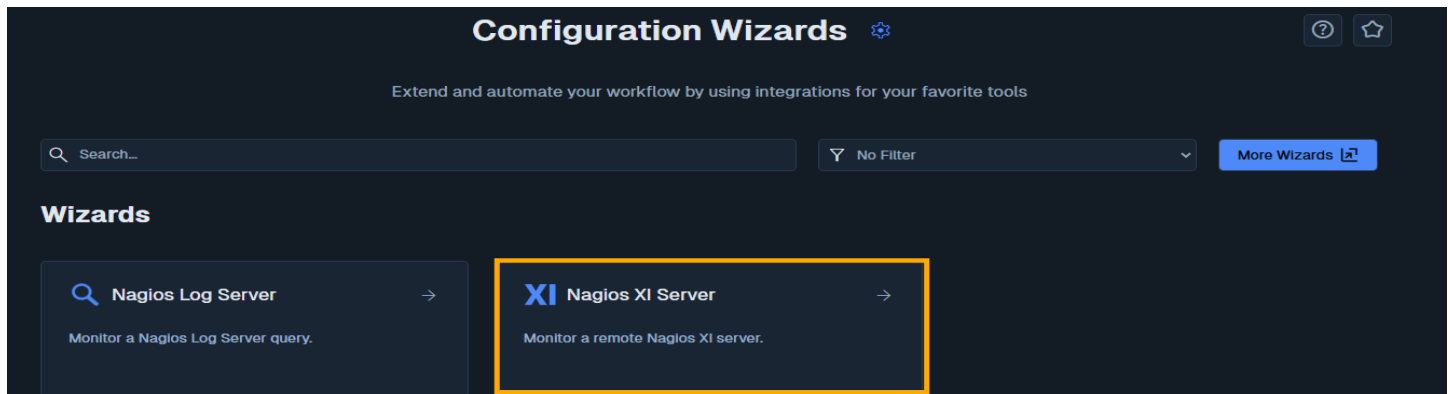 Configuration Wizards
Extend and automate your workflow by using integrations for your favorite tools
Search...
No Filter
More Wizards
Wizards
Nagios Log Server
XI Nagios XI Server
Monitor a Nagios Log Server query.
Monitor a remote Nagios XI server.